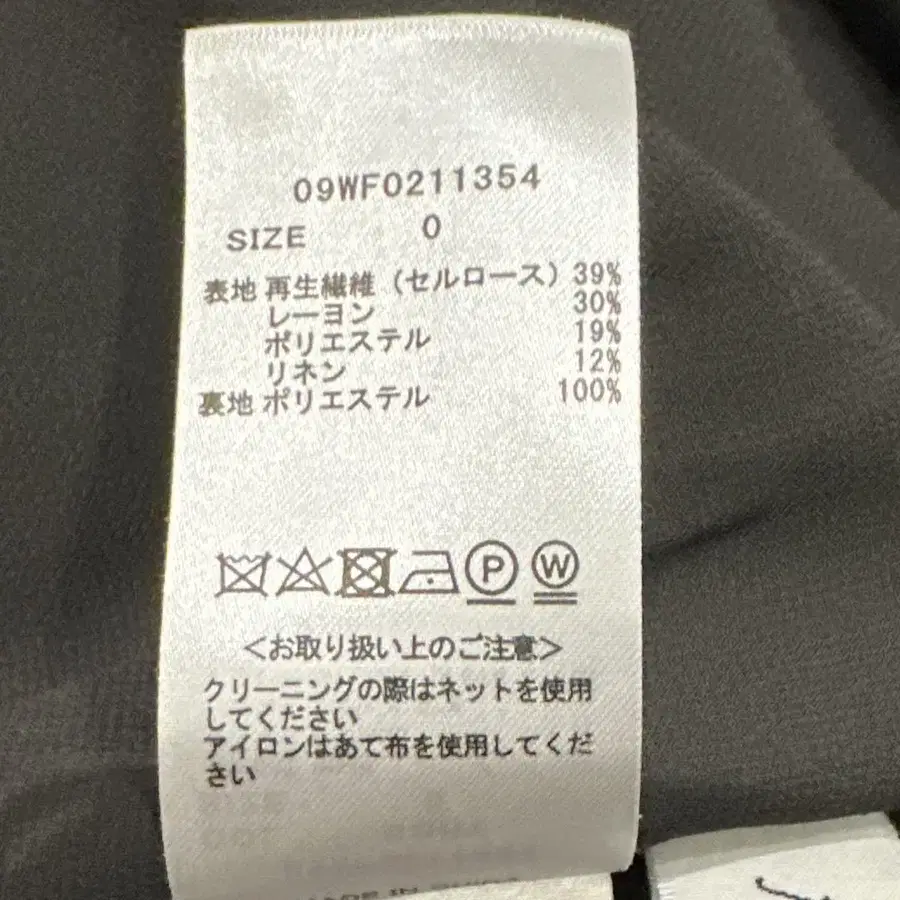 09WF0211354
SIZE 0
表地 再生繊維（セルロース）39%
レーヨン 30%
ポリエステル 19%
リネン 12%
裏地 ポリエステル 100%
P W
＜お取り扱い上のご注意＞
クリーニングの際はネットを使用
してください
アイロンはあて布を使用してくだ
さい